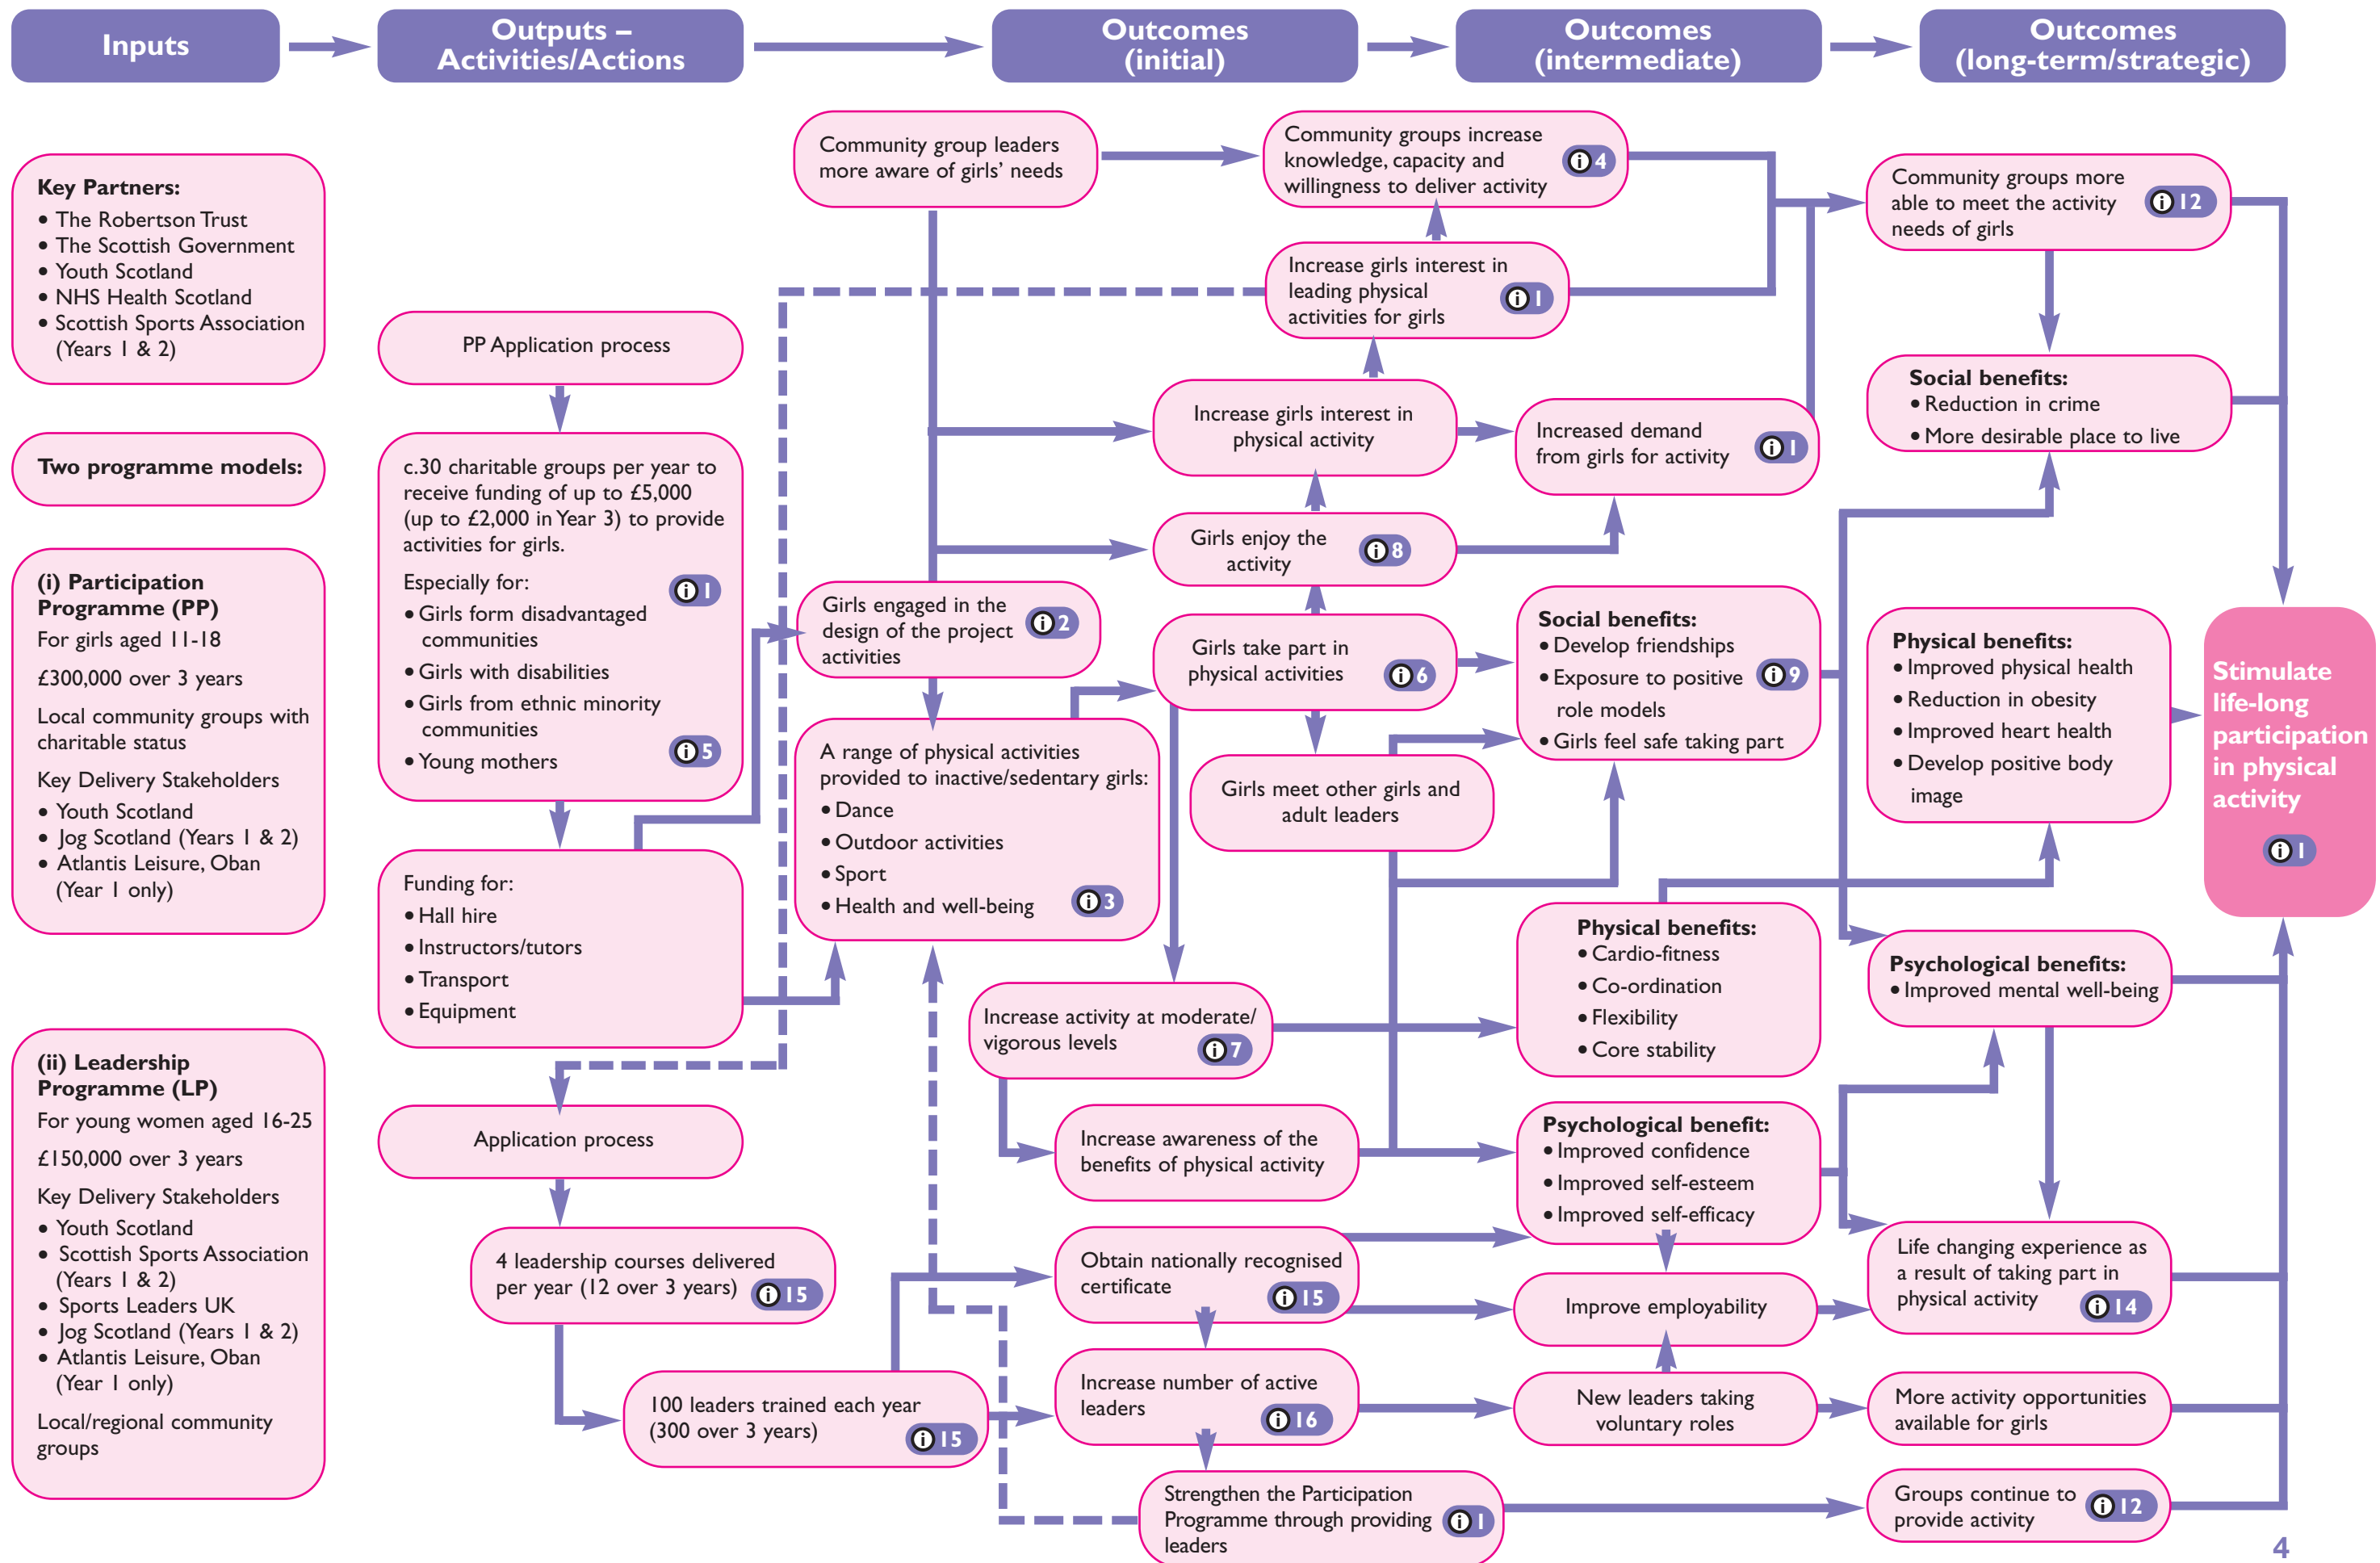 Inputs
Outputs –
Activities/Actions
Outcomes
(initial)
Outcomes
(intermediate)
Outcomes
(long-term/strategic)
Key Partners:
• The Robertson Trust
• The Scottish Government
• Youth Scotland
• NHS Health Scotland
• Scottish Sports Association
(Years 1 & 2)
Two programme models:
(i) Participation
Programme (PP)
For girls aged 11-18
£300,000 over 3 years
Local community groups with
charitable status
Key Delivery Stakeholders
• Youth Scotland
• Jog Scotland (Years 1 & 2)
• Atlantis Leisure, Oban
(Year 1 only)
(ii) Leadership
Programme (LP)
For young women aged 16-25
£150,000 over 3 years
Key Delivery Stakeholders
• Youth Scotland
• Scottish Sports Association
(Years 1 & 2)
• Sports Leaders UK
• Jog Scotland (Years 1 & 2)
• Atlantis Leisure, Oban
(Year 1 only)
Local/regional community
groups
PP Application process
c.30 charitable groups per year to
receive funding of up to £5,000
(up to £2,000 in Year 3) to provide
activities for girls.
Especially for:
i 1
• Girls form disadvantaged
communities
• Girls with disabilities
• Girls from ethnic minority
communities
i 5
• Young mothers
Funding for:
• Hall hire
• Instructors/tutors
• Transport
• Equipment
Application process
4 leadership courses delivered
per year (12 over 3 years) i 15
100 leaders trained each year
(300 over 3 years) i 15
Community group leaders
more aware of girls' needs
Girls engaged in the
design of the project i 2
activities
A range of physical activities
provided to inactive/sedentary girls:
• Dance
• Outdoor activities
• Sport
• Health and well-being i 3
Community groups increase
knowledge, capacity and i 4
willingness to deliver activity
Increase girls interest in
leading physical i 1
activities for girls
Increase girls interest in
physical activity
Girls enjoy the
activity i 8
Girls take part in
physical activities i 6
Girls meet other girls and
adult leaders
Increase activity at moderate/
vigorous levels i 7
Increase awareness of the
benefits of physical activity
Obtain nationally recognised
certificate i 15
Increase number of active
leaders i 16
Strengthen the Participation
Programme through providing i 1
leaders
Increased demand
from girls for activity i 1
Social benefits:
• Develop friendships
• Exposure to positive i 9
role models
• Girls feel safe taking part
Physical benefits:
• Cardio-fitness
• Co-ordination
• Flexibility
• Core stability
Psychological benefit:
• Improved confidence
• Improved self-esteem
• Improved self-efficacy
Improve employability
New leaders taking
voluntary roles
Community groups more
able to meet the activity i 12
needs of girls
Social benefits:
• Reduction in crime
• More desirable place to live
Physical benefits:
• Improved physical health
• Reduction in obesity
• Improved heart health
• Develop positive body
image
Psychological benefits:
• Improved mental well-being
Life changing experience as
a result of taking part in
physical activity i 14
More activity opportunities
available for girls
Groups continue to
provide activity i 12
Stimulate
life-long
participation
in physical
activity
i 1
4